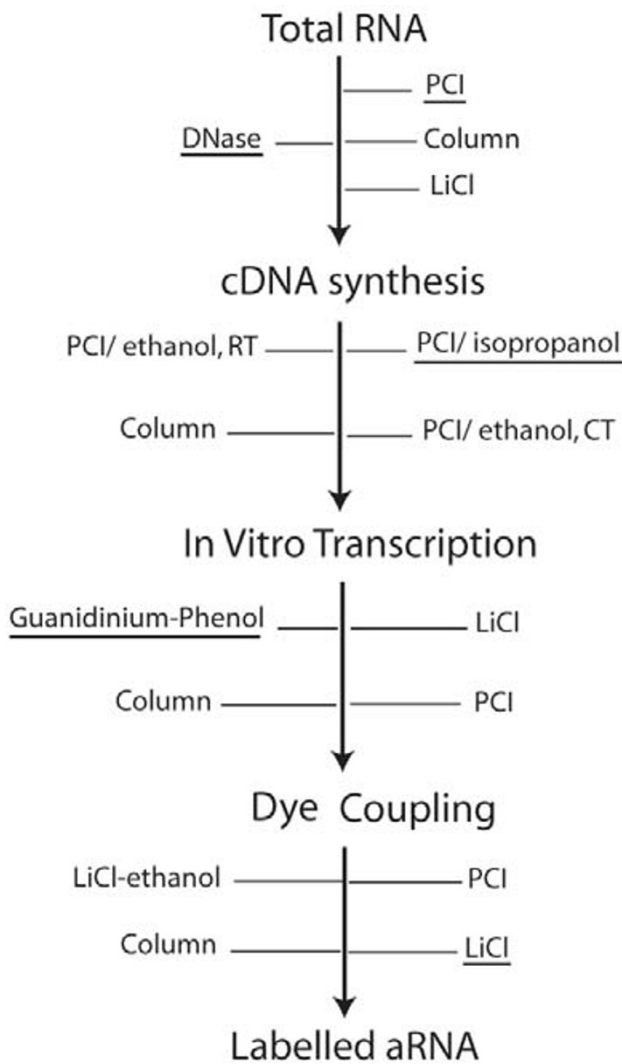 Total RNA
PCI
DNase
Column
LiCl
cDNA synthesis
PCI/ ethanol, RT
PCI/ isopropanol
Column
PCI/ ethanol, CT
In Vitro Transcription
Guanidinium-Phenol
LiCl
Column
PCI
Dye Coupling
LiCl-ethanol
PCI
Column
LiCl
Labelled aRNA